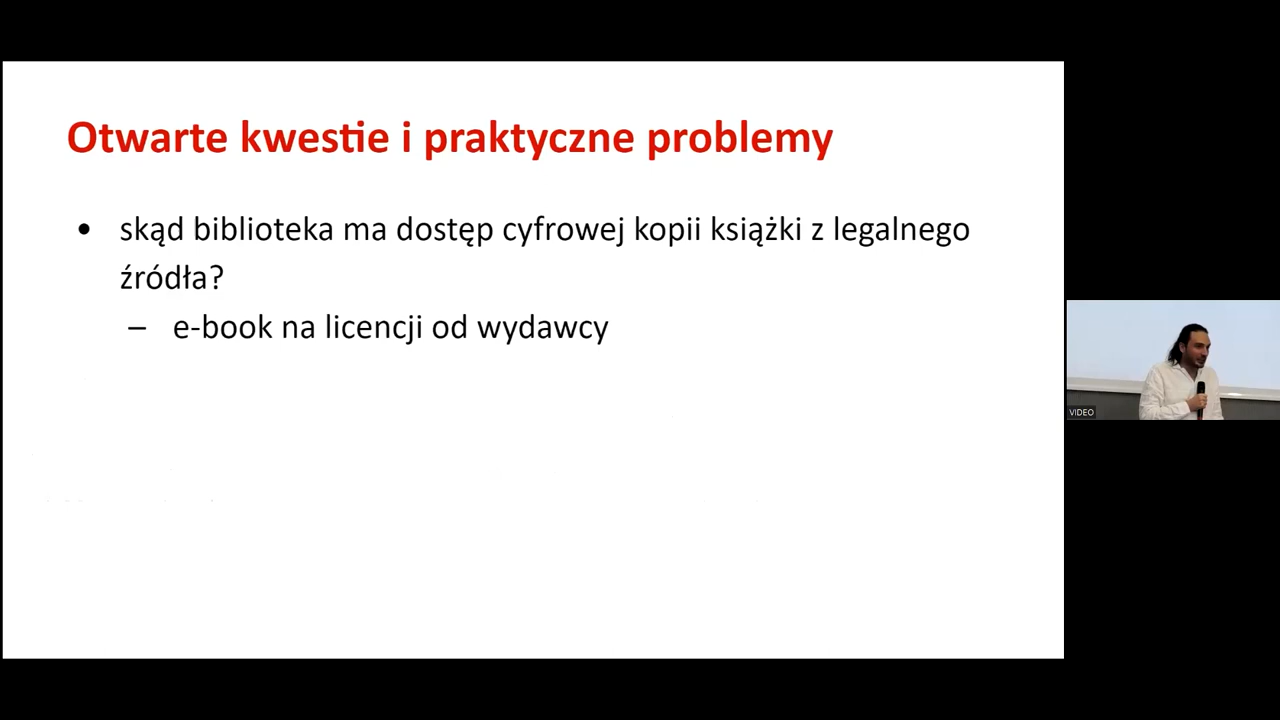 Otwarte kwestie i praktyczne problemy
• skąd biblioteka ma dostęp cyfrowej kopii książki z legalnego
źródła?
– e-book na licencji od wydawcy
VIDEO